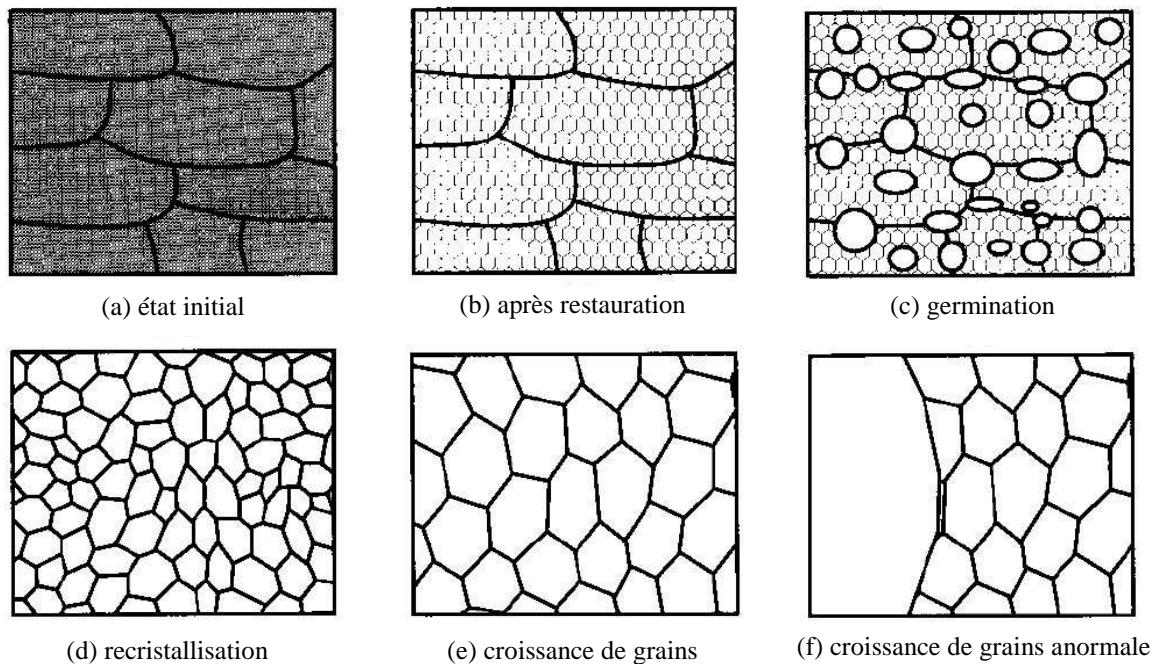 (a) état initial
(b) après restauration
(c) germination
(d) recristallisation
(e) croissance de grains
(f) croissance de grains anormale